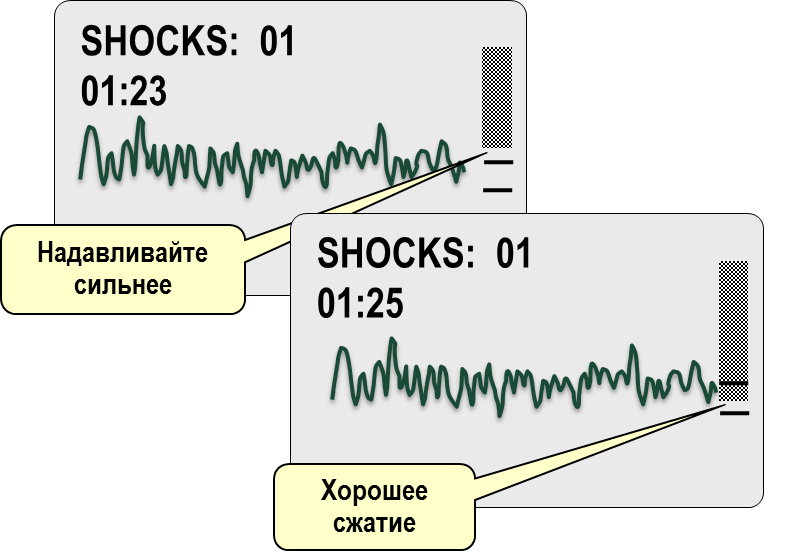 SHOCKS: 01
01:23
Надавливайте
сильнее
SHOCKS: 01
01:25
Хорошее
сжатие